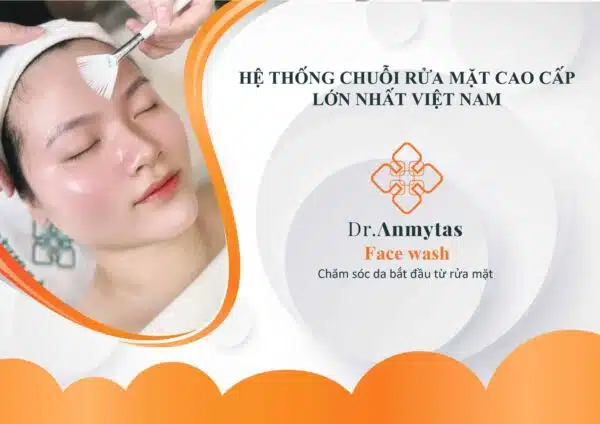 HỆ THỐNG CHUỖI RỬA MẶT CAO CẤP
LỚN NHẤT VIỆT NAM
Dr.Anmytas
Face wash
Chăm sóc da bắt đầu từ rửa mặt